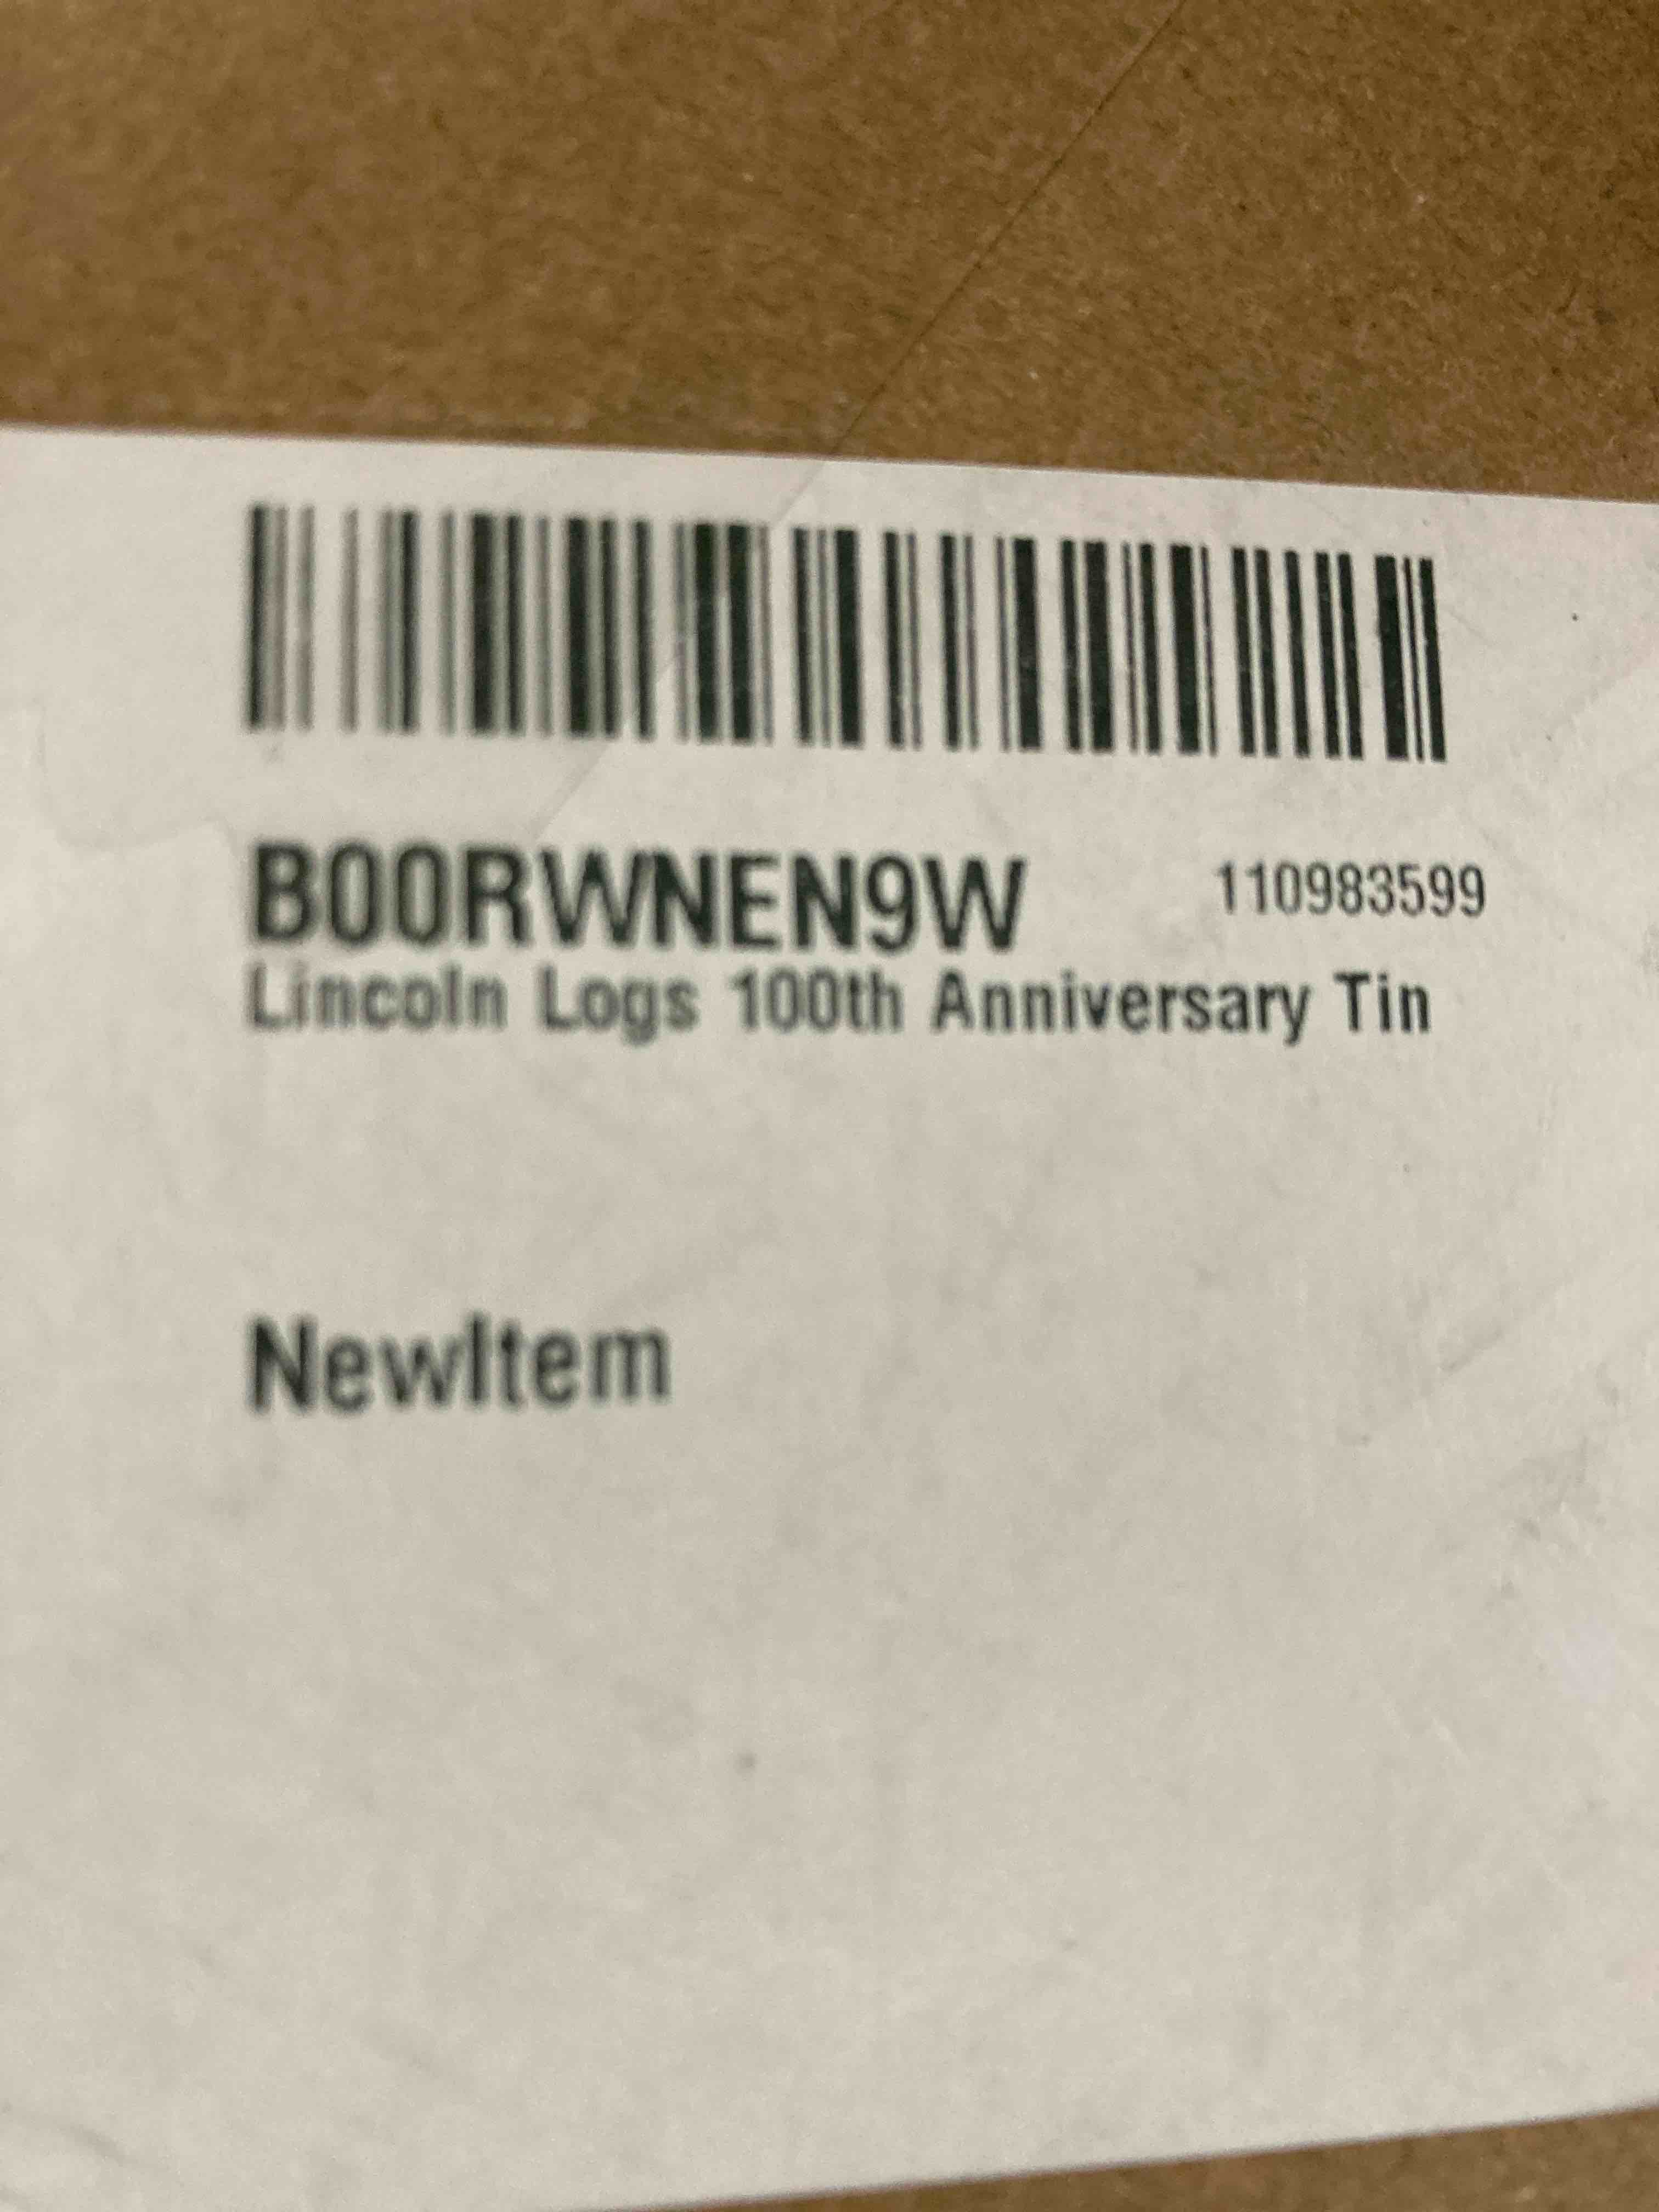 B00RWNEN9W 110983599
Lincoln Logs 100th Anniversary Tin
NewItem